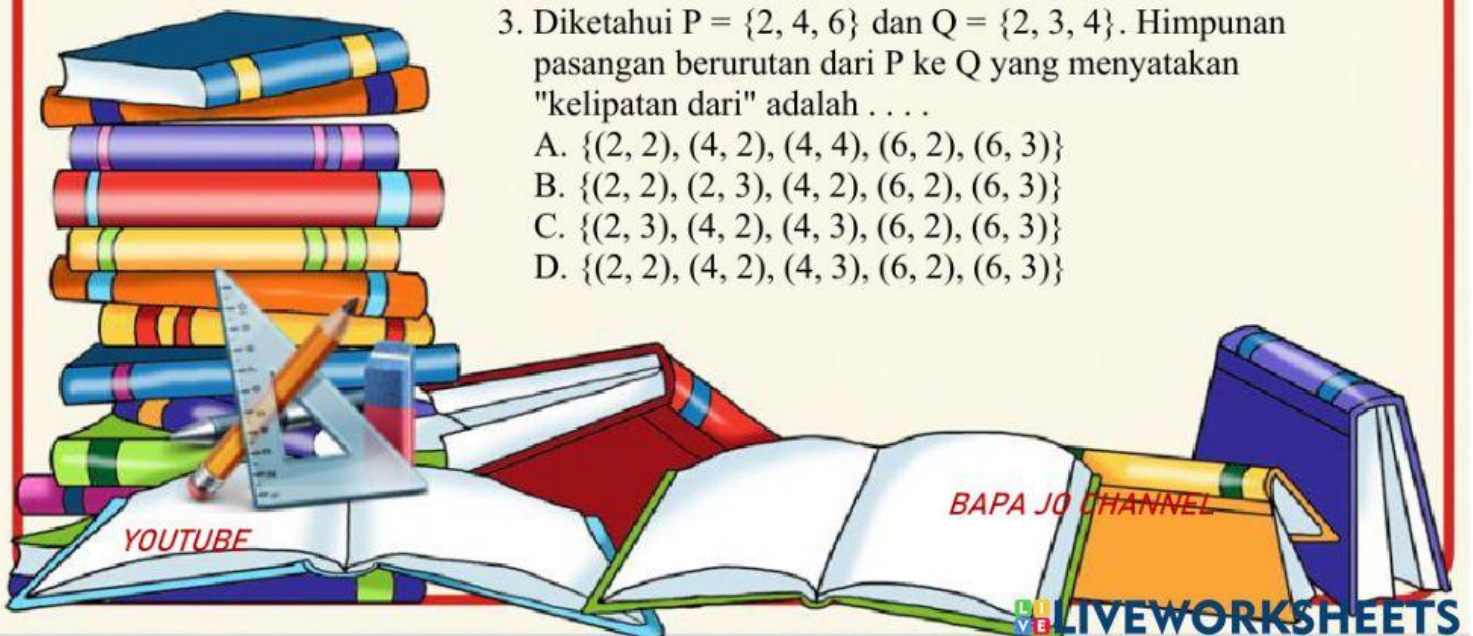 3. Diketahui P = {2, 4, 6} dan Q = {2, 3, 4}. Himpunan
pasangan berurutan dari P ke Q yang menyatakan
"kelipatan dari" adalah . . . .
A. {(2, 2), (4, 2), (4, 4), (6, 2), (6, 3)}
B. {(2, 2), (2, 3), (4, 2), (6, 2), (6, 3)}
C. {(2, 3), (4, 2), (4, 3), (6, 2), (6, 3)}
D. {(2, 2), (4, 2), (4, 3), (6, 2), (6, 3)}
BAPA JO CHANNEL
YOUTUBE
LIVE LIVEWORKSHEETS